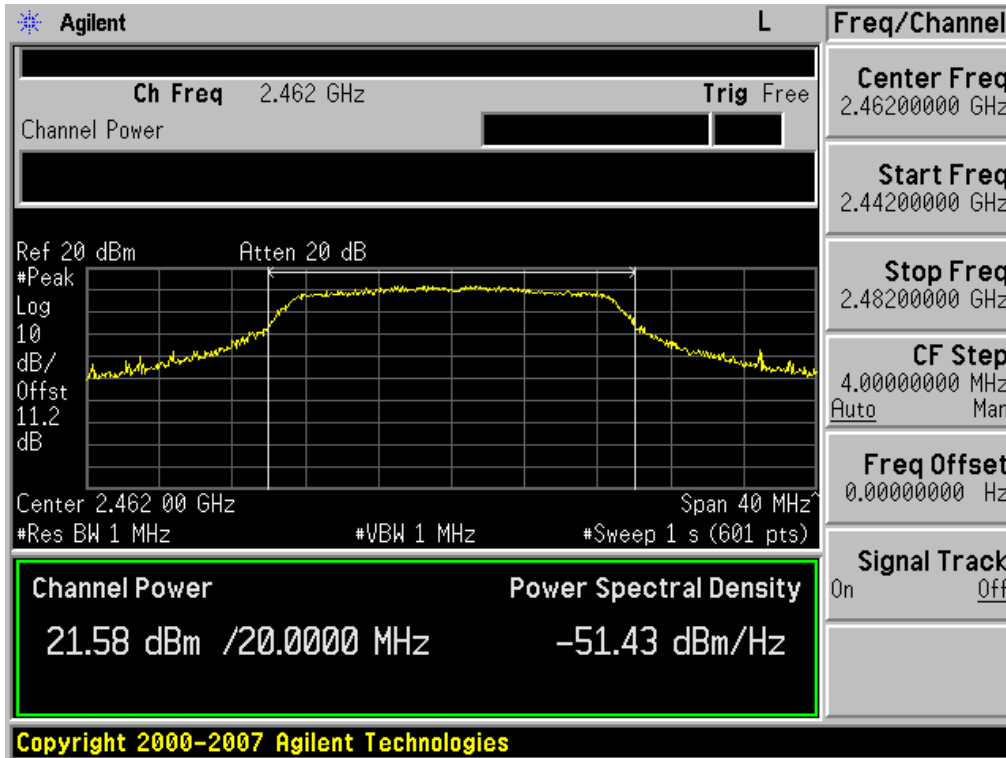 Agilent L Freq/Channel
Ch Freq 2.462 GHz Trig Free
Channel Power
Center Freq
2.46200000 GHz
Start Freq
2.44200000 GHz
Stop Freq
2.48200000 GHz
CF Step
4.00000000 MHz
Auto Man
Freq Offset
0.00000000 Hz
Signal Track
On Off
Ref 20 dBm Atten 20 dB
#Peak
Log
10
dB/
Offst
11.2
dB
Center 2.462 00 GHz Span 40 MHz^
#Res BW 1 MHz #VBW 1 MHz #Sweep 1 s (601 pts)
Channel Power Power Spectral Density
21.58 dBm /20.0000 MHz -51.43 dBm/Hz
Copyright 2000-2007 Agilent Technologies